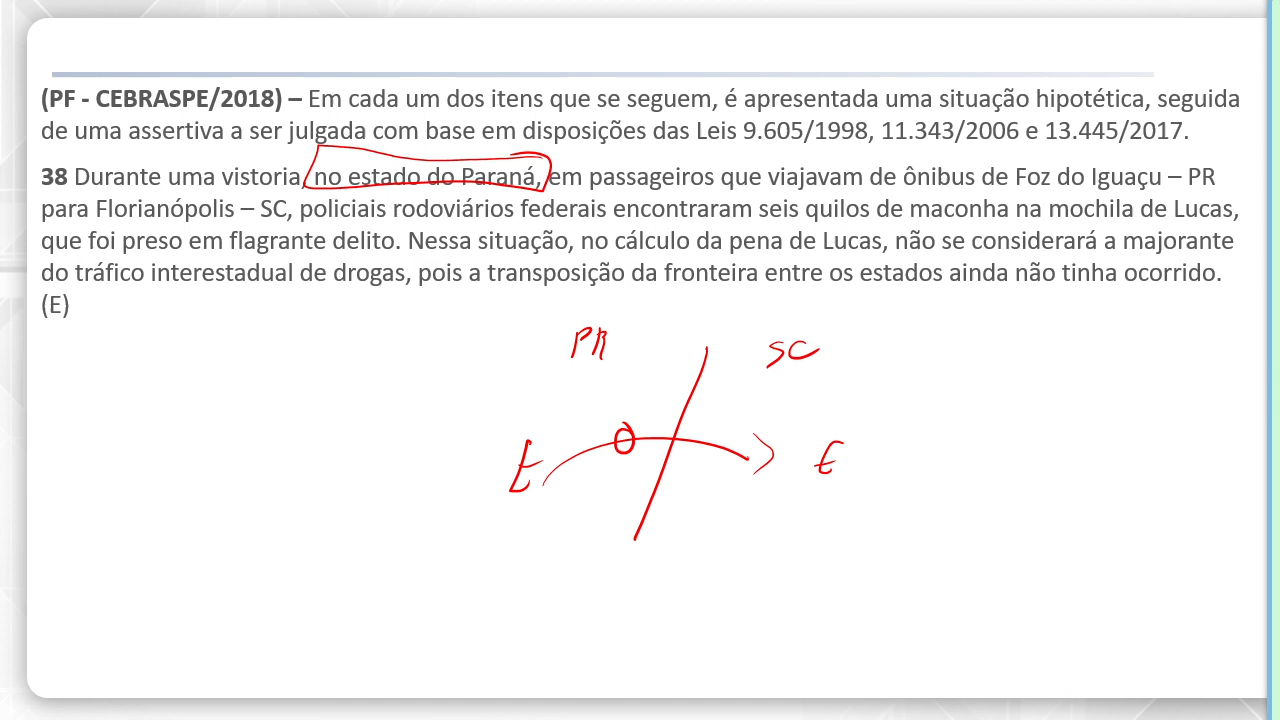 (PF - CEBRASPE/2018) – Em cada um dos itens que se seguem, é apresentada uma situação hipotética, seguida
de uma assertiva a ser julgada com base em disposições das Leis 9.605/1998, 11.343/2006 e 13.445/2017.
38 Durante uma vistoria, no estado do Paraná, em passageiros que viajavam de ônibus de Foz do Iguaçu – PR
para Florianópolis – SC, policiais rodoviários federais encontraram seis quilos de maconha na mochila de Lucas,
que foi preso em flagrante delito. Nessa situação, no cálculo da pena de Lucas, não se considerará a majorante
do tráfico interestadual de drogas, pois a transposição da fronteira entre os estados ainda não tinha ocorrido.
(E)
PR SC
E E